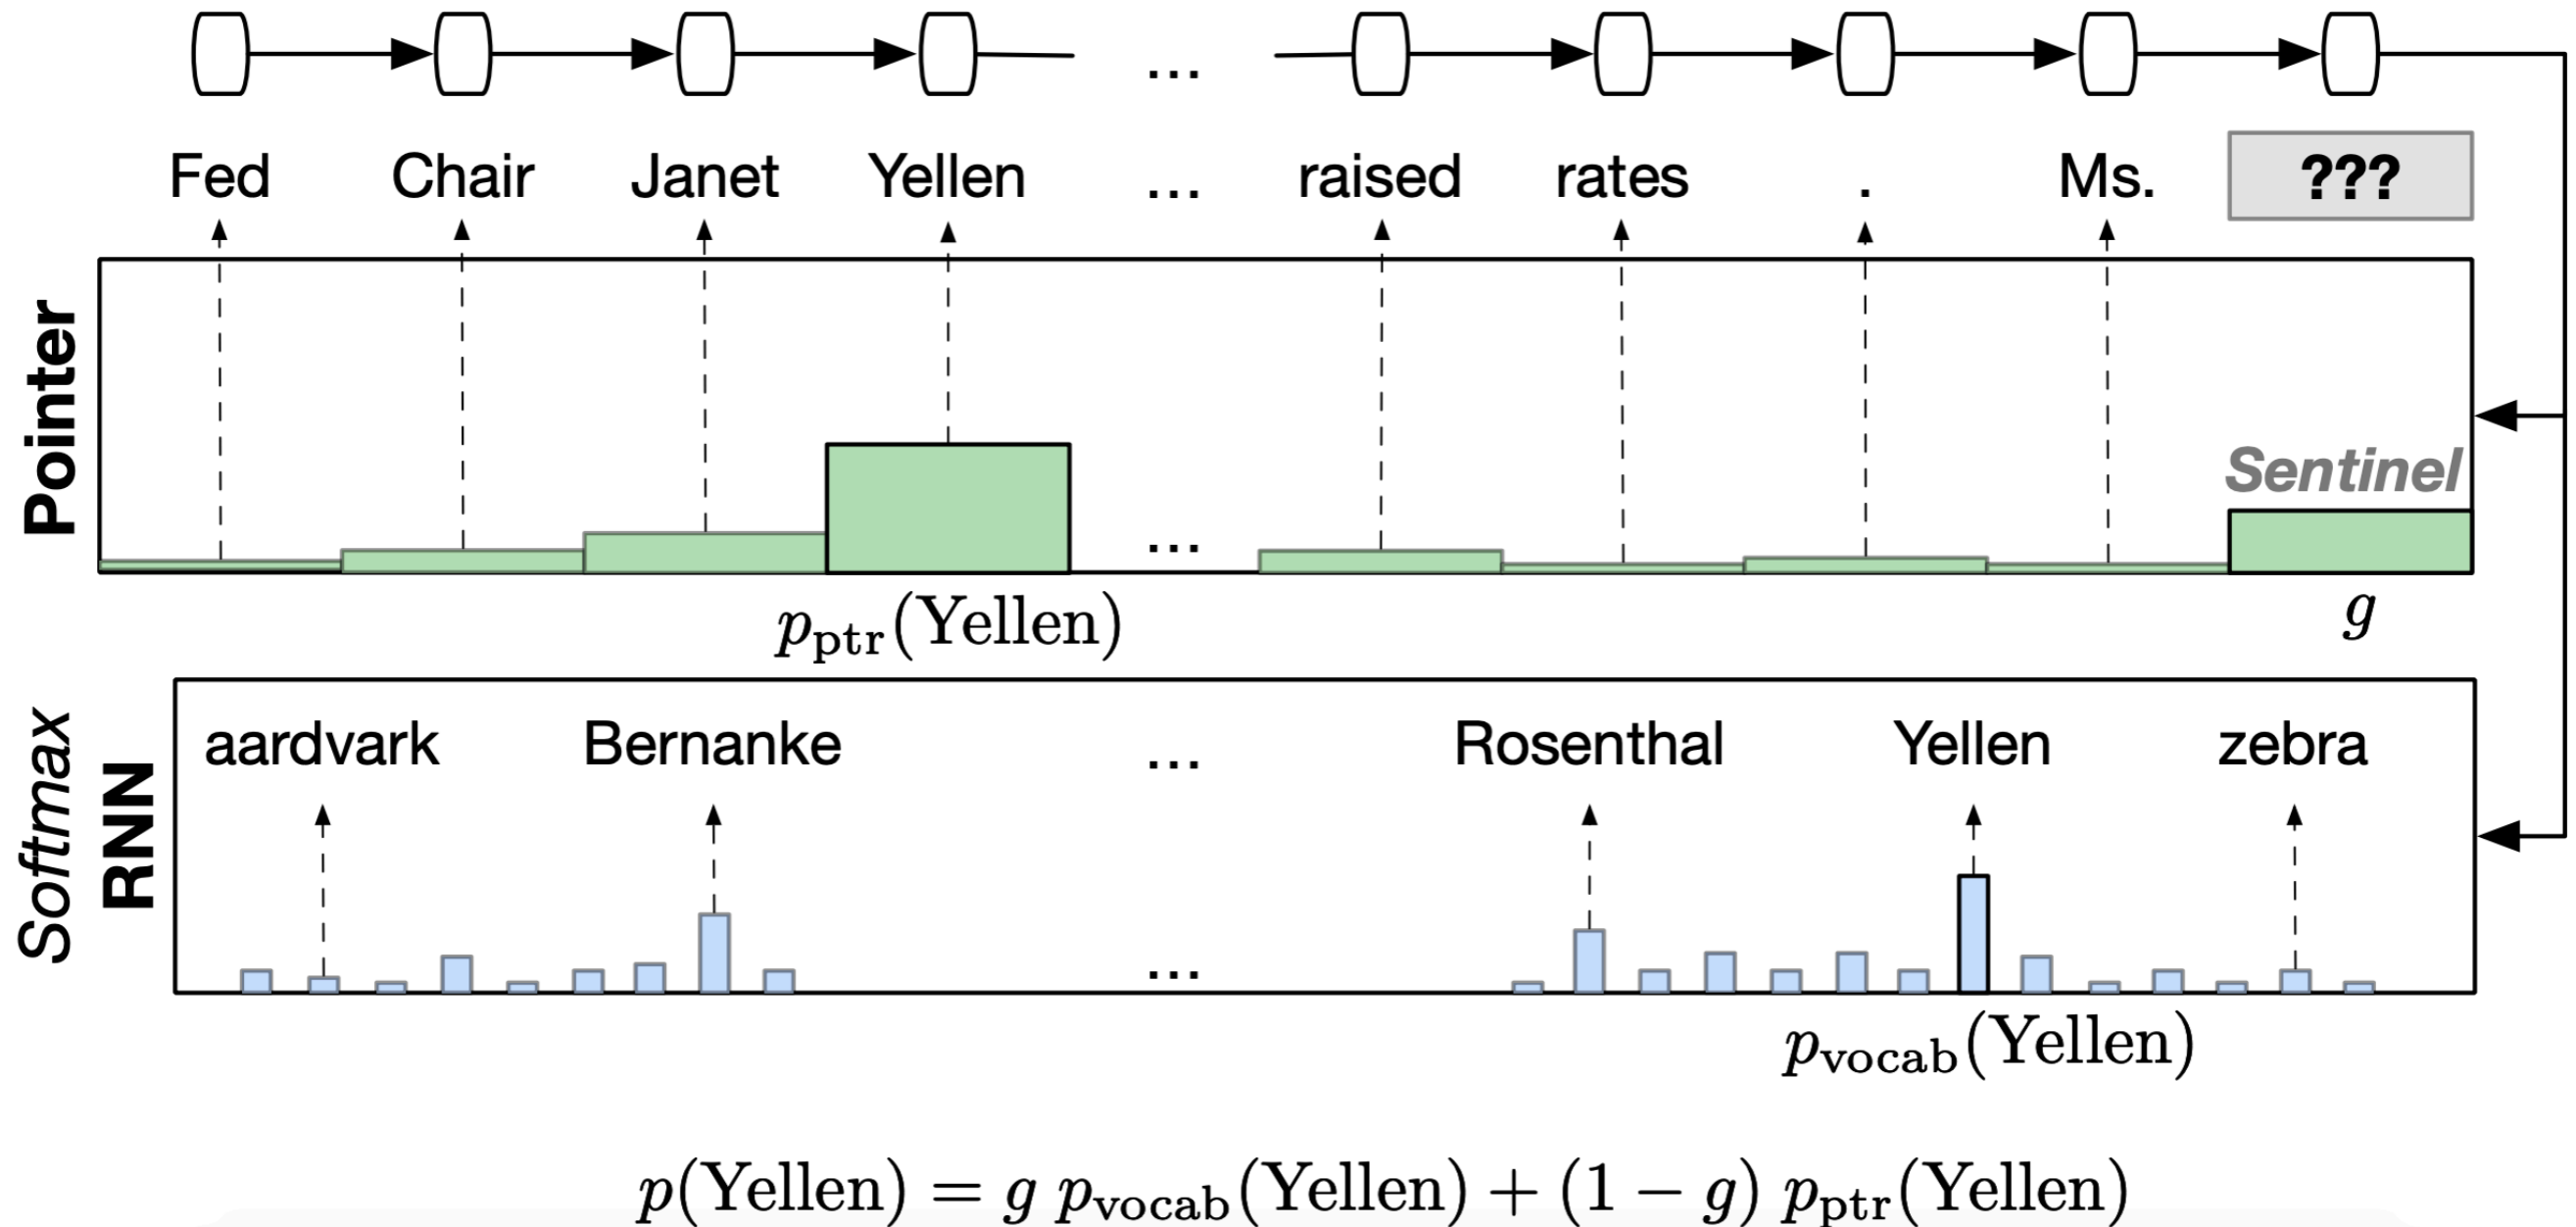 ...
Fed Chair Janet Yellen ... raised rates . Ms. ???
Pointer
Sentinel
...
p_ptr(Yellen) g
Softmax
RNN
aardvark Bernanke ... Rosenthal Yellen zebra
...
p_vocab(Yellen)
p(Yellen) = g p_vocab(Yellen) + (1 − g) p_ptr(Yellen)